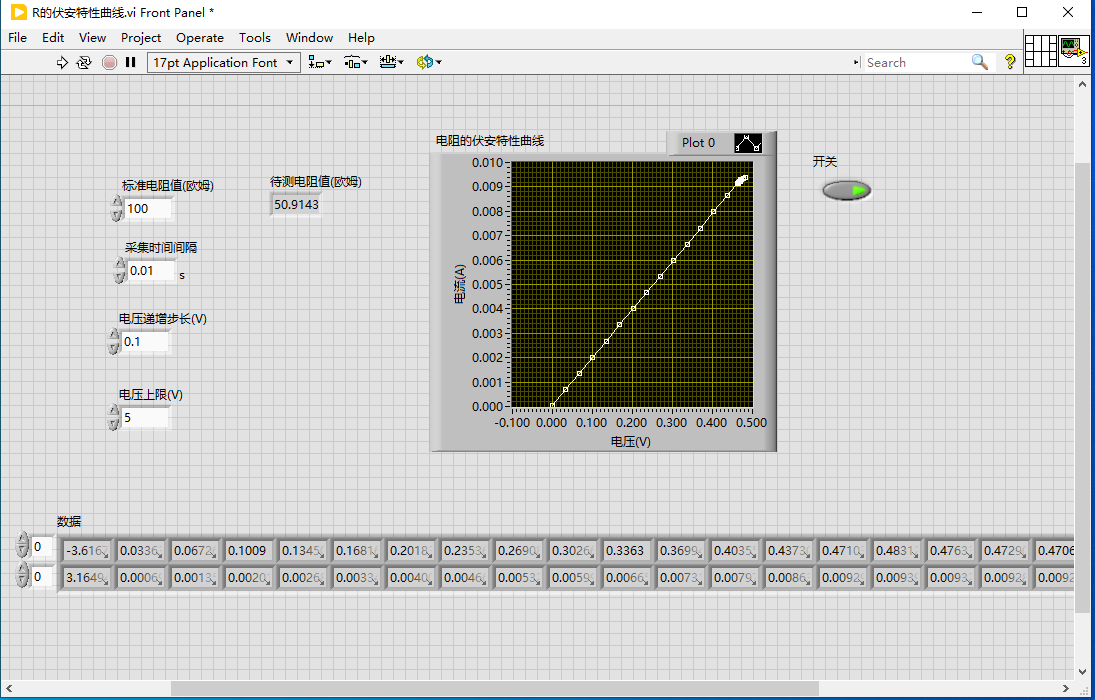 R的伏安特性曲线.vi Front Panel *
File Edit View Project Operate Tools Window Help
17pt Application Font
Search
?
3
电阻的伏安特性曲线
Plot 0
开关
标准电阻值(欧姆)
100
待测电阻值(欧姆)
50.9143
采集时间间隔
0.01 s
电压递增步长(V)
0.1
电压上限(V)
5
电流(A)
0.010
0.009
0.008
0.007
0.006
0.005
0.004
0.003
0.002
0.001
0.000
-0.100 0.000 0.100 0.200 0.300 0.400 0.500
电压(V)
数据
0 -3.616 0.0336 0.0672 0.1009 0.1345 0.1681 0.2018 0.2353 0.2690 0.3026 0.3363 0.3699 0.4035 0.4373 0.4710 0.4831 0.4763 0.4729 0.4706
0 3.1649 0.0006 0.0013 0.0020 0.0026 0.0033 0.0040 0.0046 0.0053 0.0059 0.0066 0.0073 0.0079 0.0086 0.0092 0.0093 0.0093 0.0092 0.0092